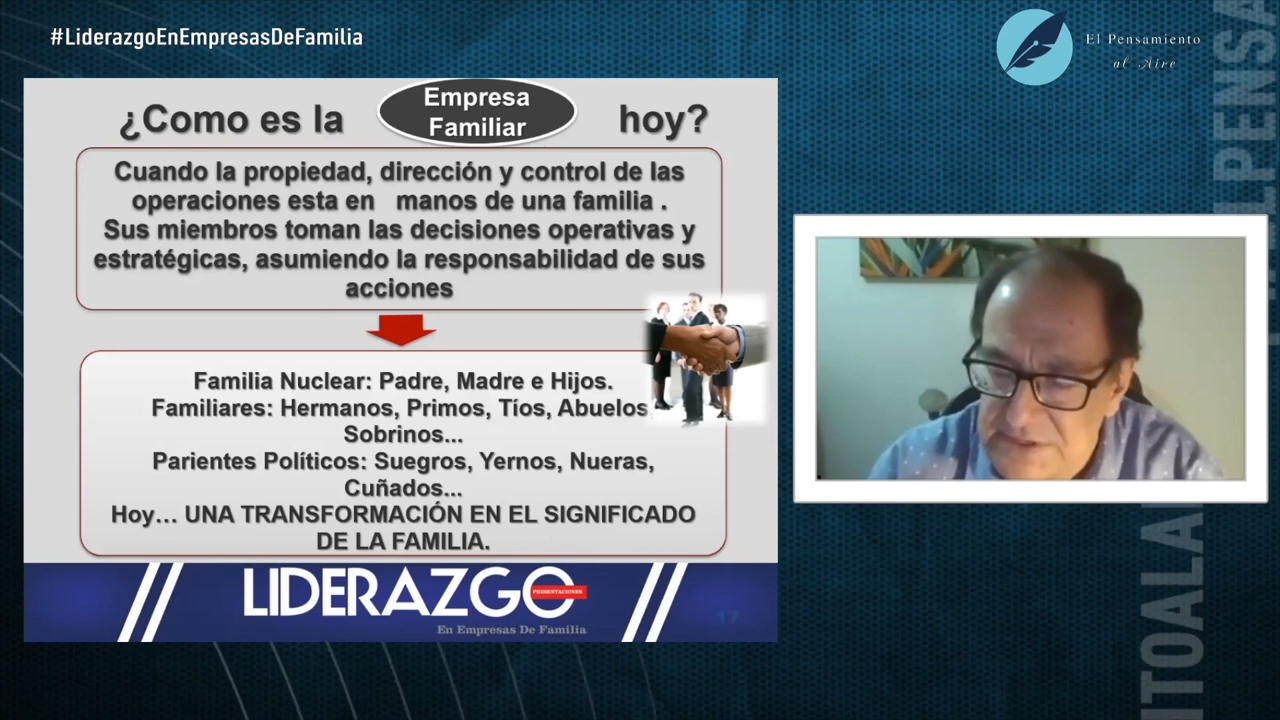 #LiderazgoEnEmpresasDeFamilia
El Pensamiento
al Aire
¿Como es la Empresa Familiar hoy?
Cuando la propiedad, dirección y control de las
operaciones esta en manos de una familia .
Sus miembros toman las decisiones operativas y
estratégicas, asumiendo la responsabilidad de sus
acciones
Familia Nuclear: Padre, Madre e Hijos.
Familiares: Hermanos, Primos, Tíos, Abuelos
Sobrinos...
Parientes Políticos: Suegros, Yernos, Nueras,
Cuñados...
Hoy… UNA TRANSFORMACIÓN EN EL SIGNIFICADO
DE LA FAMILIA.
LIDERAZGO
PRESENTACIONES
En Empresas De Familia
17